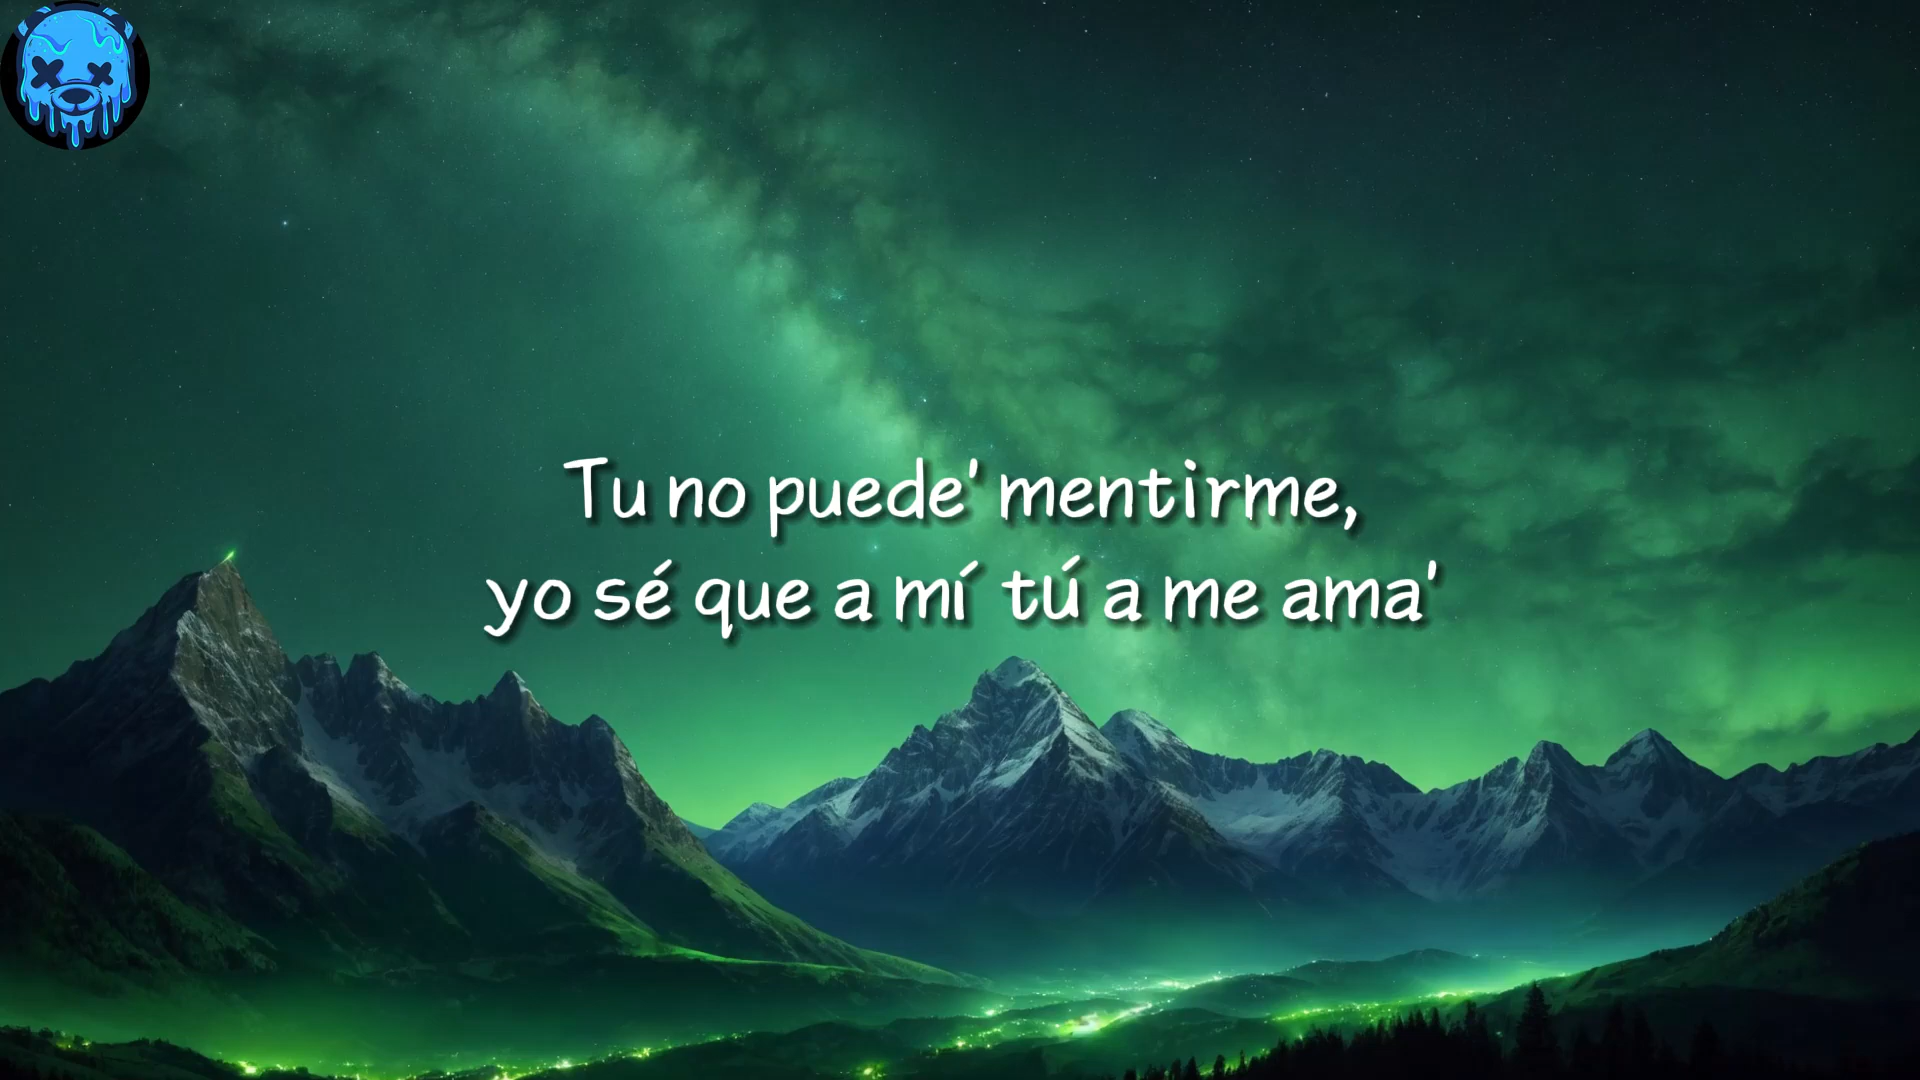 Tu no puede' mentirme,
yo sé que a mí tú a me ama'